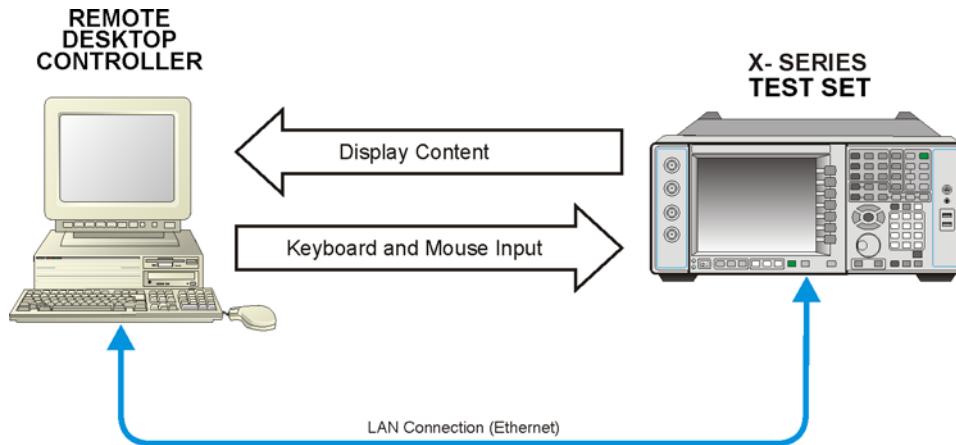 REMOTE
DESKTOP
CONTROLLER
X- SERIES
TEST SET
Display Content
Keyboard and Mouse Input
LAN Connection (Ethernet)